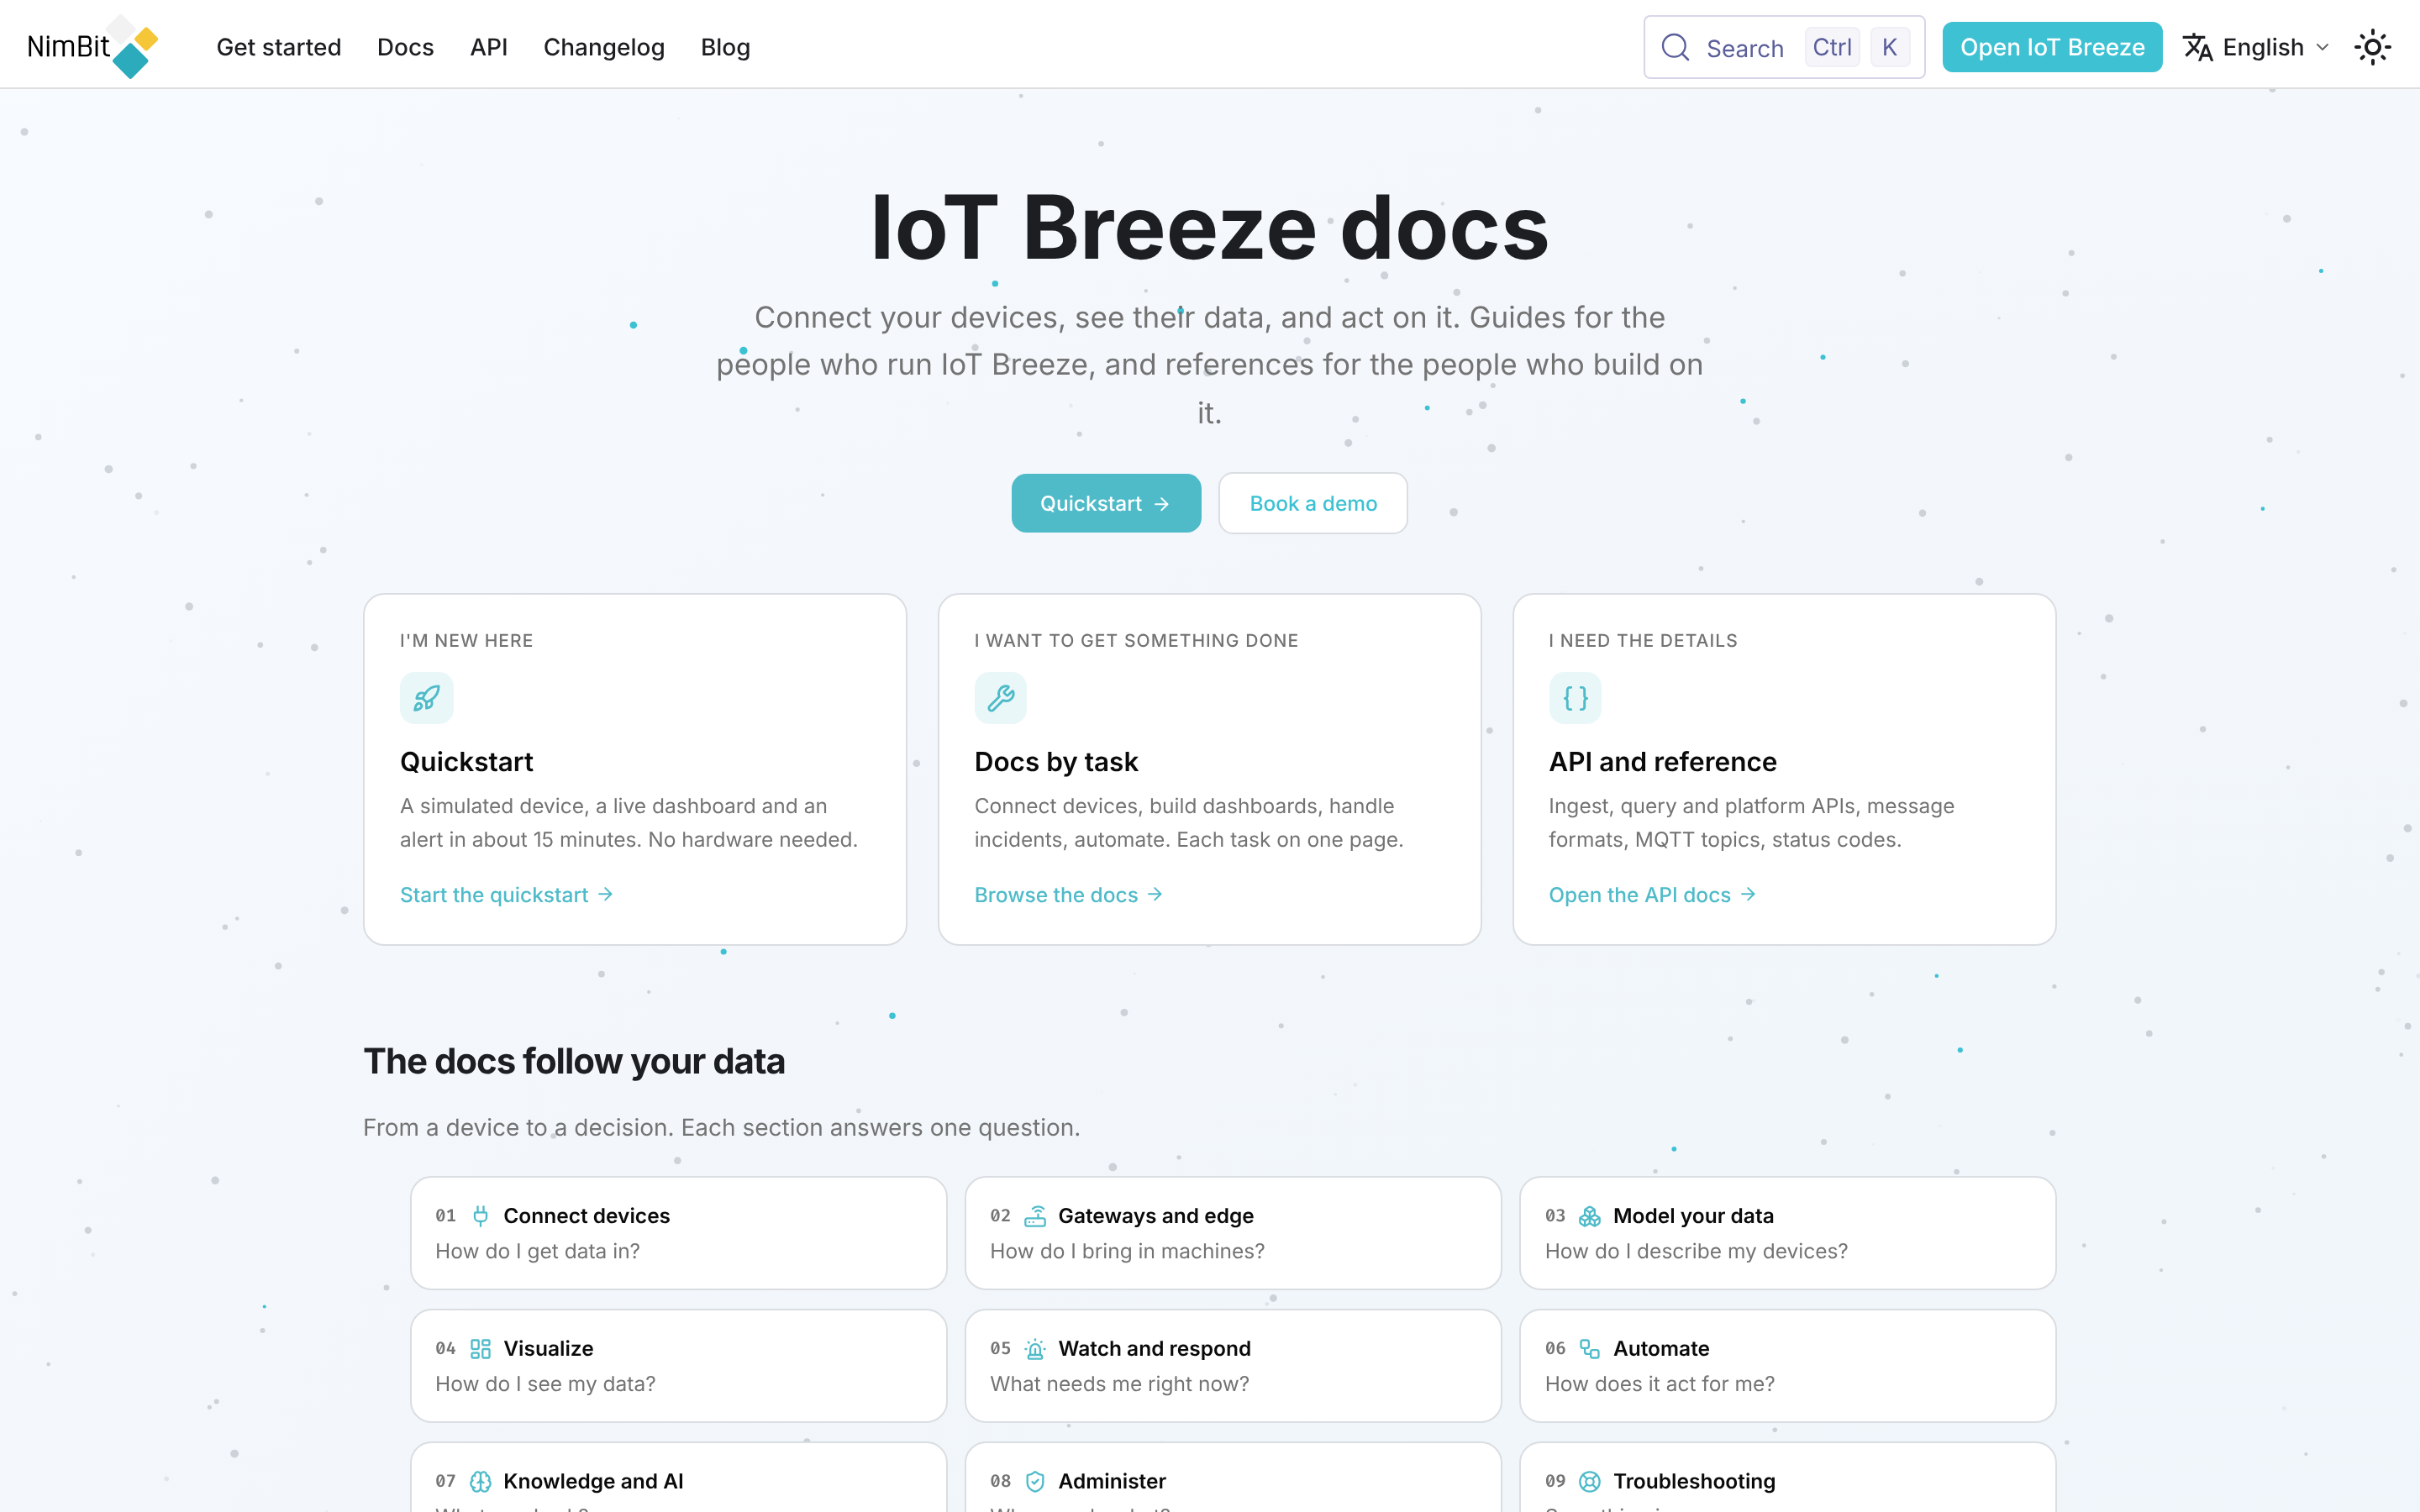 NimBit
Get started
Docs
API
Changelog
Blog
Search
Ctrl
K
Open IoT Breeze
English
IoT Breeze docs
Connect your devices, see their data, and act on it. Guides for the
people who run IoT Breeze, and references for the people who build on
it.
Quickstart
Book a demo
I'M NEW HERE
Quickstart
A simulated device, a live dashboard and an
alert in about 15 minutes. No hardware needed.
Start the quickstart
I WANT TO GET SOMETHING DONE
Docs by task
Connect devices, build dashboards, handle
incidents, automate. Each task on one page.
Browse the docs
I NEED THE DETAILS
API and reference
Ingest, query and platform APIs, message
formats, MQTT topics, status codes.
Open the API docs
The docs follow your data
From a device to a decision. Each section answers one question.
01 Connect devices
How do I get data in?
02 Gateways and edge
How do I bring in machines?
03 Model your data
How do I describe my devices?
04 Visualize
How do I see my data?
05 Watch and respond
What needs me right now?
06 Automate
How does it act for me?
07 Knowledge and AI
08 Administer
09 Troubleshooting